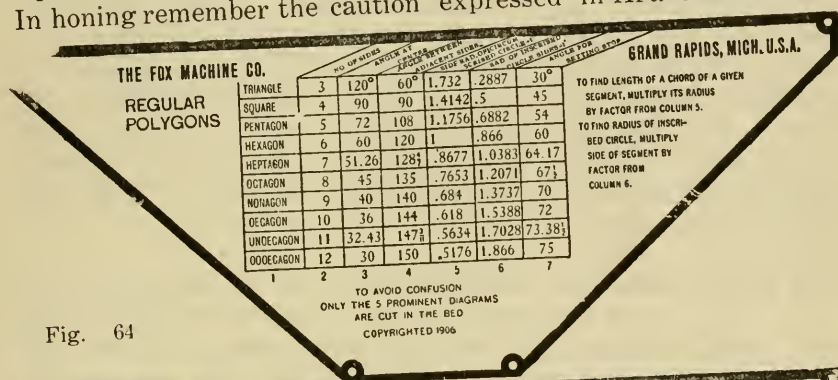 In honing remember the caution expressed in
THE FOX MACHINE CO.
REGULAR
POLYGONS
GRAND RAPIDS, MICH. U.S.A.
NO OF SIDES
ANGLE AT CENTER
ANGLE BETWEEN ADJACENT SIDES
ANGLE FOR SETTING STOP
TRIANGLE 3 120° 60° 1.732 .2887 30°
SQUARE 4 90 90 1.4142 .5 45
PENTAGON 5 72 108 1.1756 .6882 54
HEXAGON 6 60 120 1 .866 60
HEPTAGON 7 51.26 128 4/7 .8677 1.0383 64.17
OCTAGON 8 45 135 .7653 1.2071 67½
NONAGON 9 40 140 .684 1.3737 70
DECAGON 10 36 144 .618 1.5388 72
UNDECAGON 11 32.43 147 3/11 .5634 1.7028 73.38½
DODECAGON 12 30 150 .5176 1.866 75
1 2 3 4 5 6 7
TO FIND LENGTH OF A CHORD OF A GIVEN
SEGMENT, MULTIPLY ITS RADIUS
BY FACTOR FROM COLUMN 5.
TO FIND RADIUS OF INSCRI-
BED CIRCLE, MULTIPLY
SIDE OF SEGMENT BY
FACTOR FROM
COLUMN 6.
TO AVOID CONFUSION
ONLY THE 5 PROMINENT DIAGRAMS
ARE CUT IN THE BED
COPYRIGHTED 1906
Fig. 64